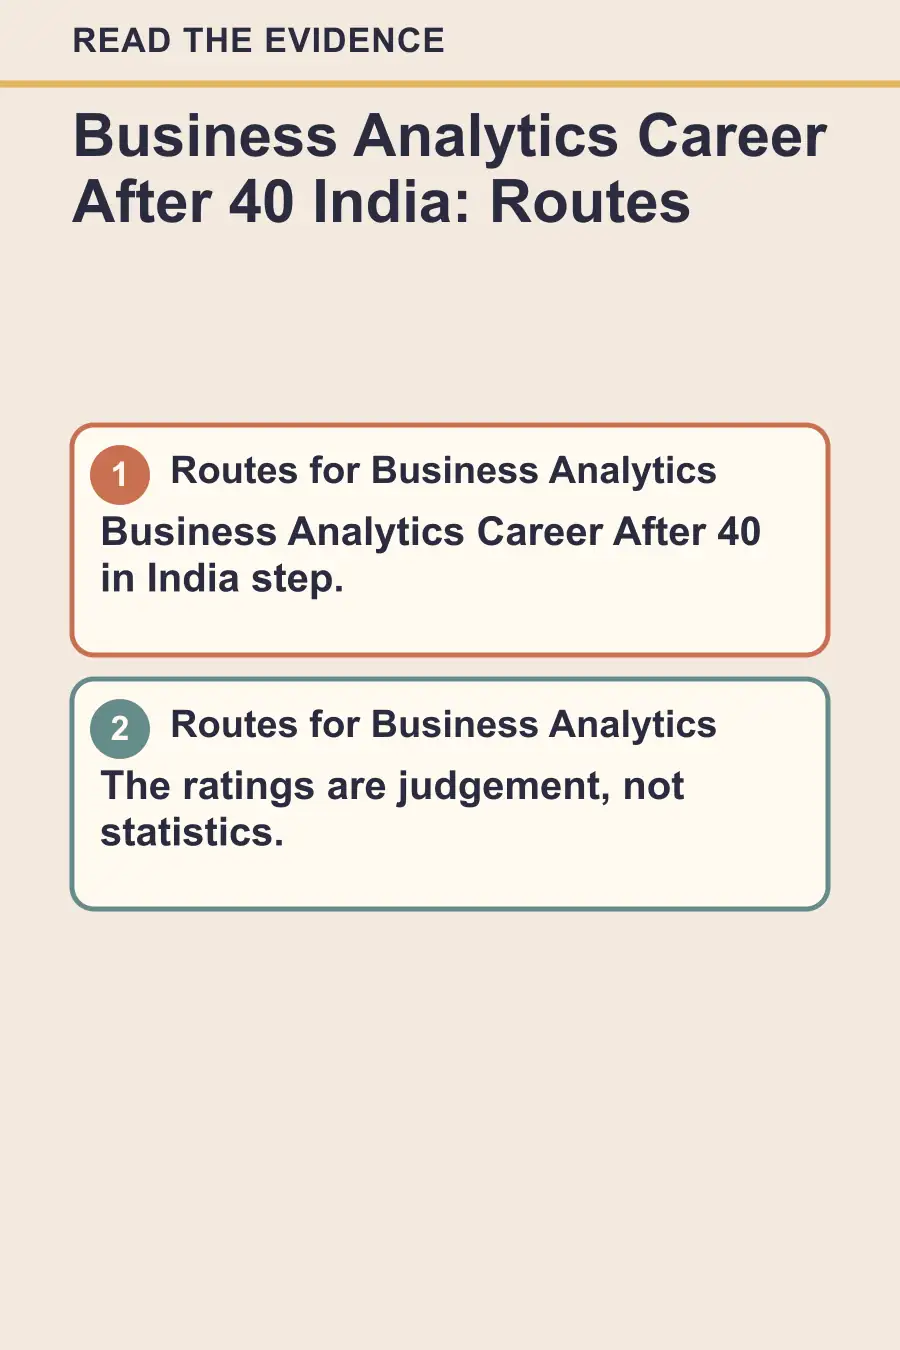 READ THE EVIDENCE
Business Analytics Career
After 40 India: Routes
1 Routes for Business Analytics
Business Analytics Career After 40
in India step.
2 Routes for Business Analytics
The ratings are judgement, not
statistics.